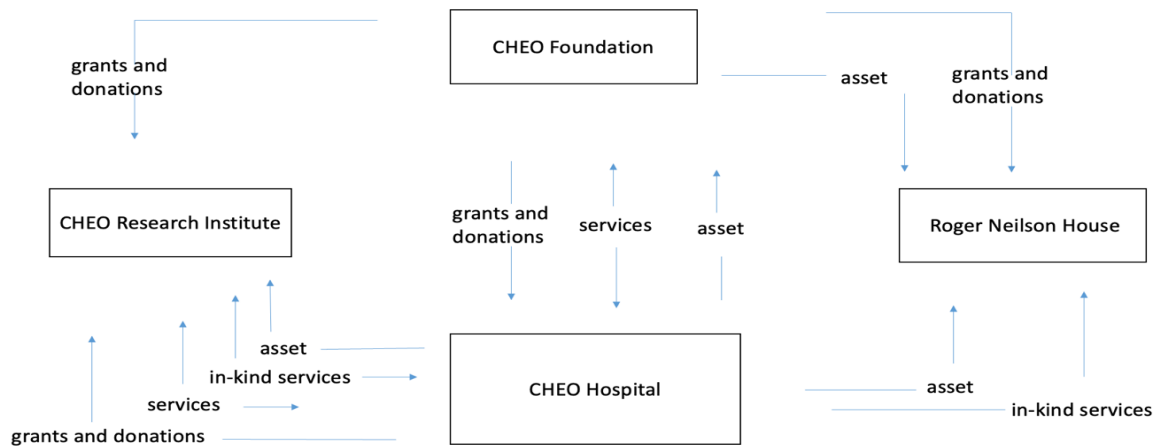 CHEO Foundation
grants and
donations
asset
grants and
donations
CHEO Research Institute
grants and
donations
services
asset
Roger Neilson House
asset
in-kind services
services
grants and donations
CHEO Hospital
asset
in-kind services